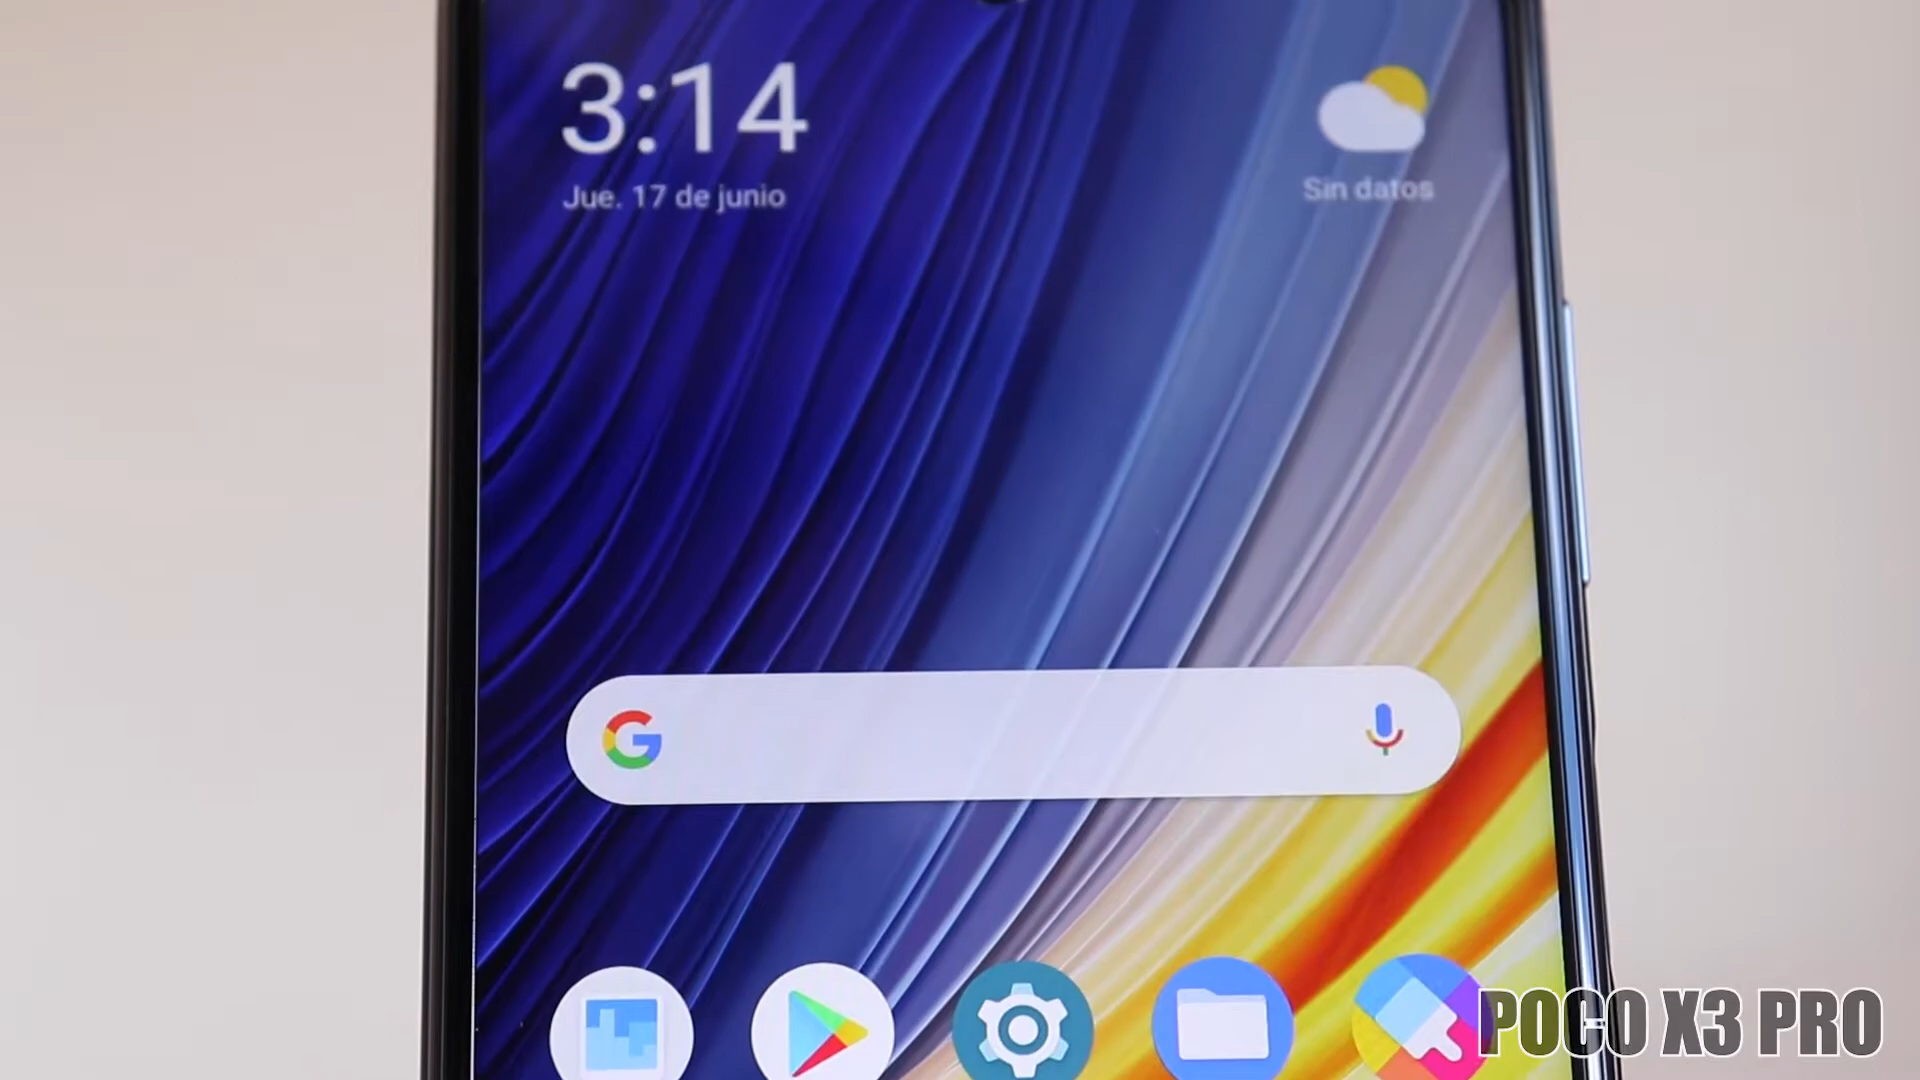 3:14
Jue. 17 de junio
Sin datos
G
POCO X3 PRO